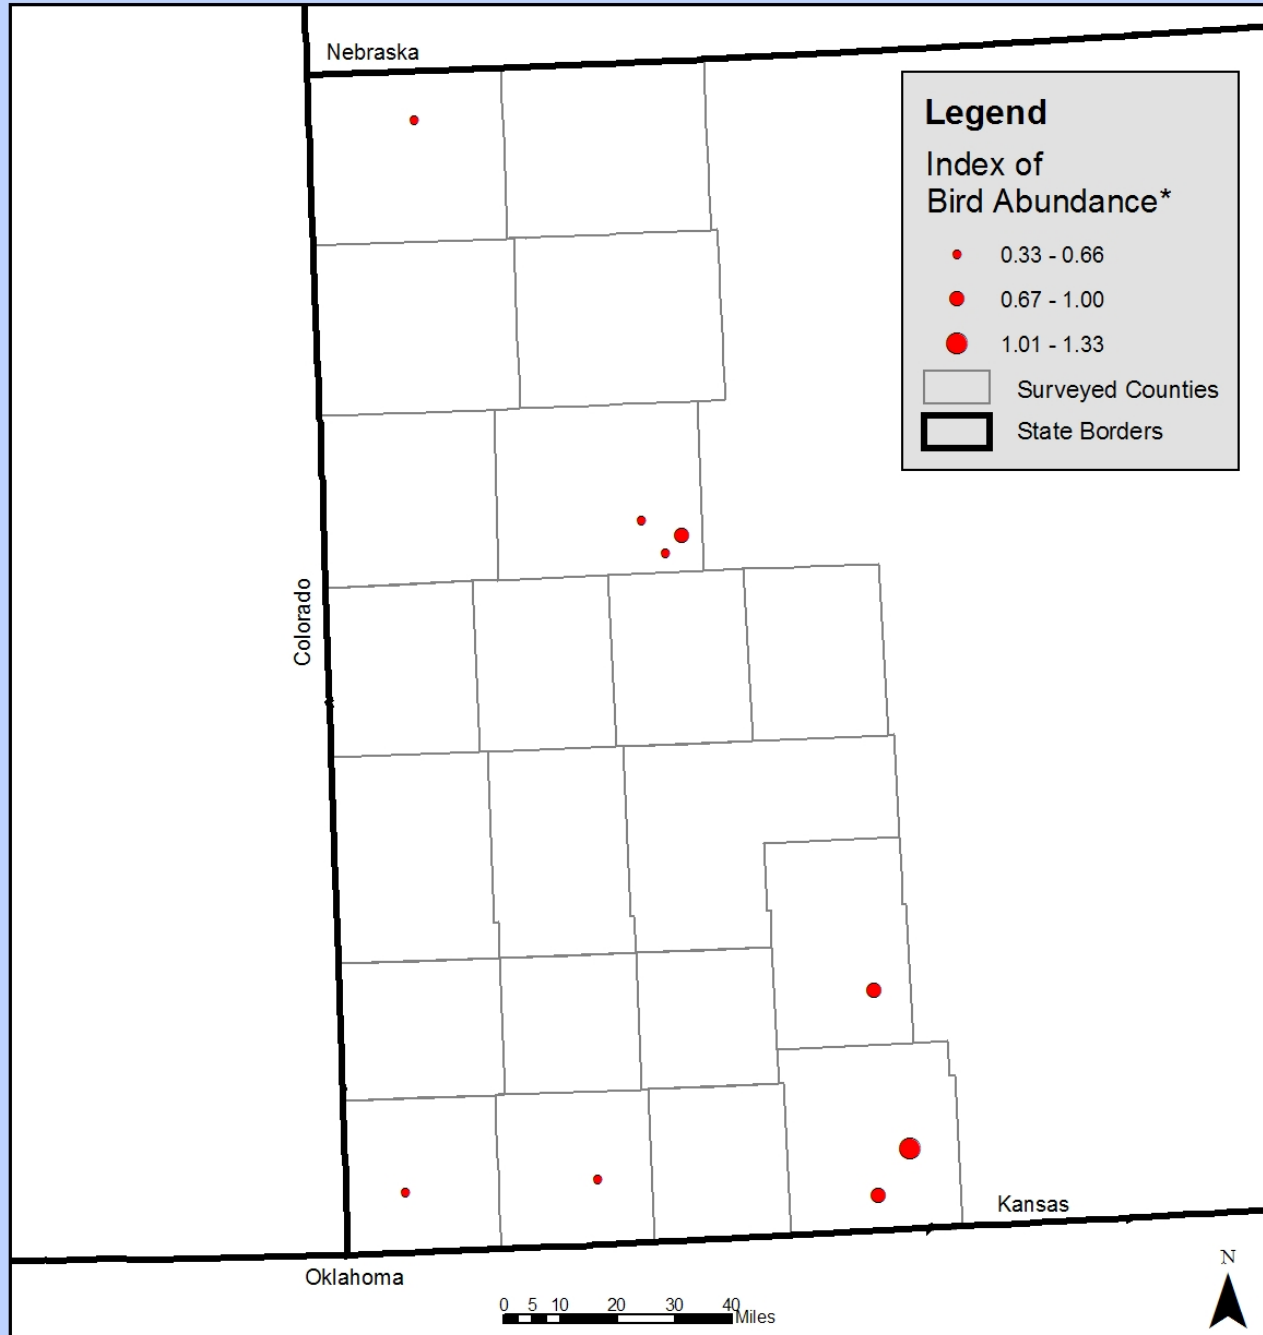 Nebraska
Legend
Index of
Bird Abundance*
0.33 - 0.66
0.67 - 1.00
1.01 - 1.33
Surveyed Counties
State Borders
Colorado
Kansas
Oklahoma
N
0 5 10 20 30 40
Miles